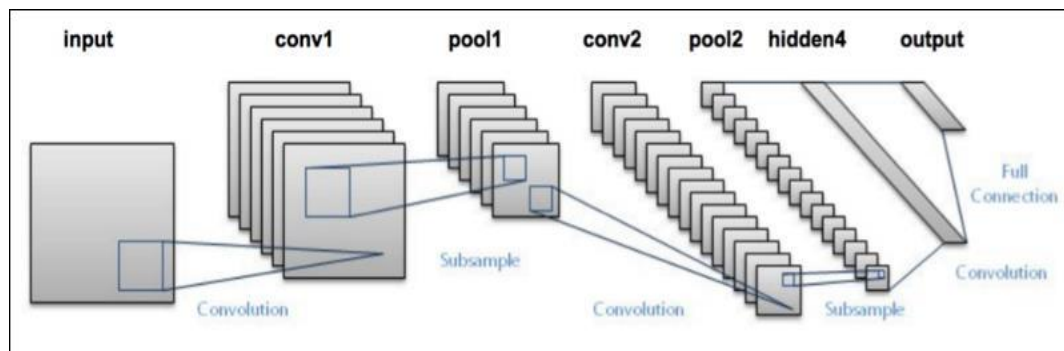 input conv1 pool1 conv2 pool2 hidden4 output
Full
Connection
Subsample
Convolution
Convolution
Convolution
Subsample